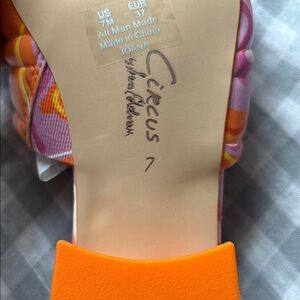 US EUR
7M 37
All Man Made
Made in China
JOANA
CIRCUS
by Sam Edelman
7